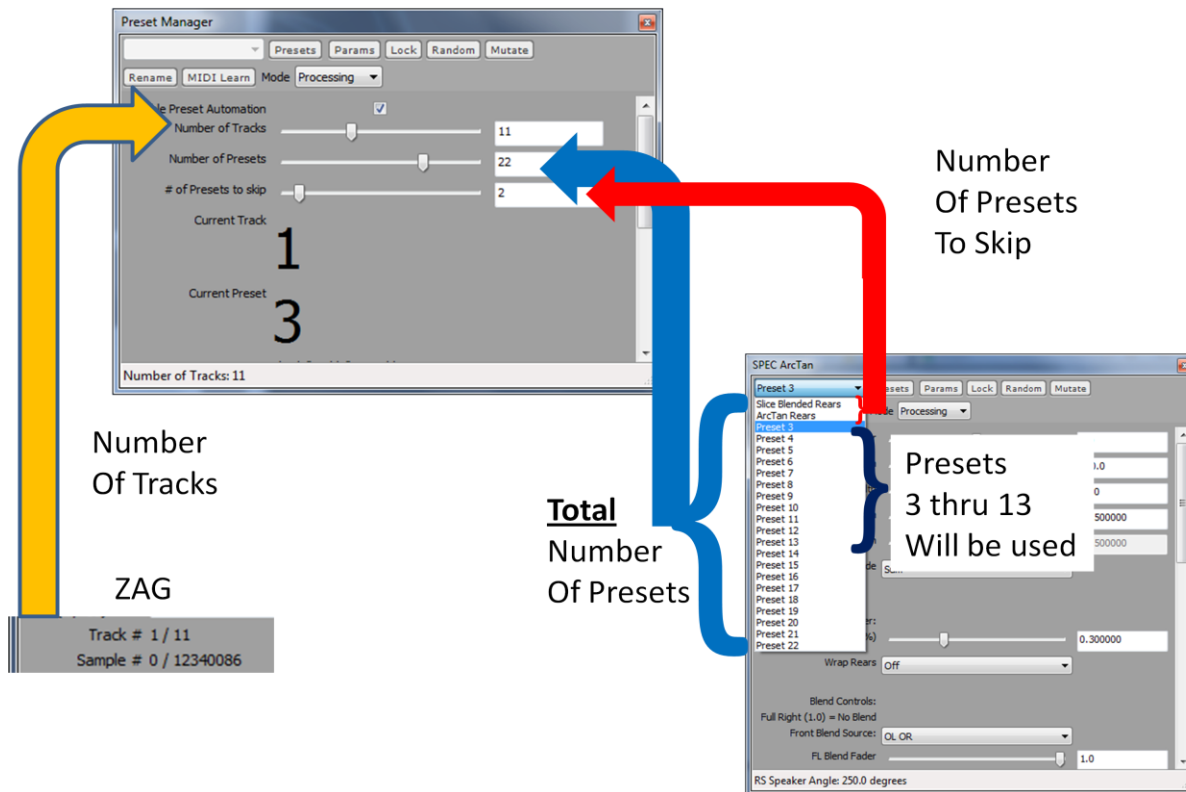 Preset Manager
Presets Params Lock Random Mutate
Rename MIDI Learn Mode Processing
Preset Automation
Number of Tracks 11
Number of Presets 22
# of Presets to skip 2
Current Track
1
Current Preset
3
Number of Tracks: 11
Number
Of Presets
To Skip
Number
Of Tracks
ZAG
Track # 1 / 11
Sample # 0 / 12340086
Total
Number
Of Presets
SPEC ArcTan
Preset 3 Params Lock Random Mutate
Processing
Slice Blended Rears
ArcTan Rears
Preset 3
Preset 4
Preset 5
Preset 6
Preset 7
Preset 8
Preset 9
Preset 10
Preset 11
Preset 12
Preset 13
Preset 14
Preset 15
Preset 16
Preset 17
Preset 18
Preset 19
Preset 20
Preset 21
Preset 22
Presets
3 thru 13
Will be used
0.300000
Wrap Rears Off
Blend Controls:
Full Right (1.0) = No Blend
Front Blend Source: OL OR
FL Blend Fader 1.0
RS Speaker Angle: 250.0 degrees